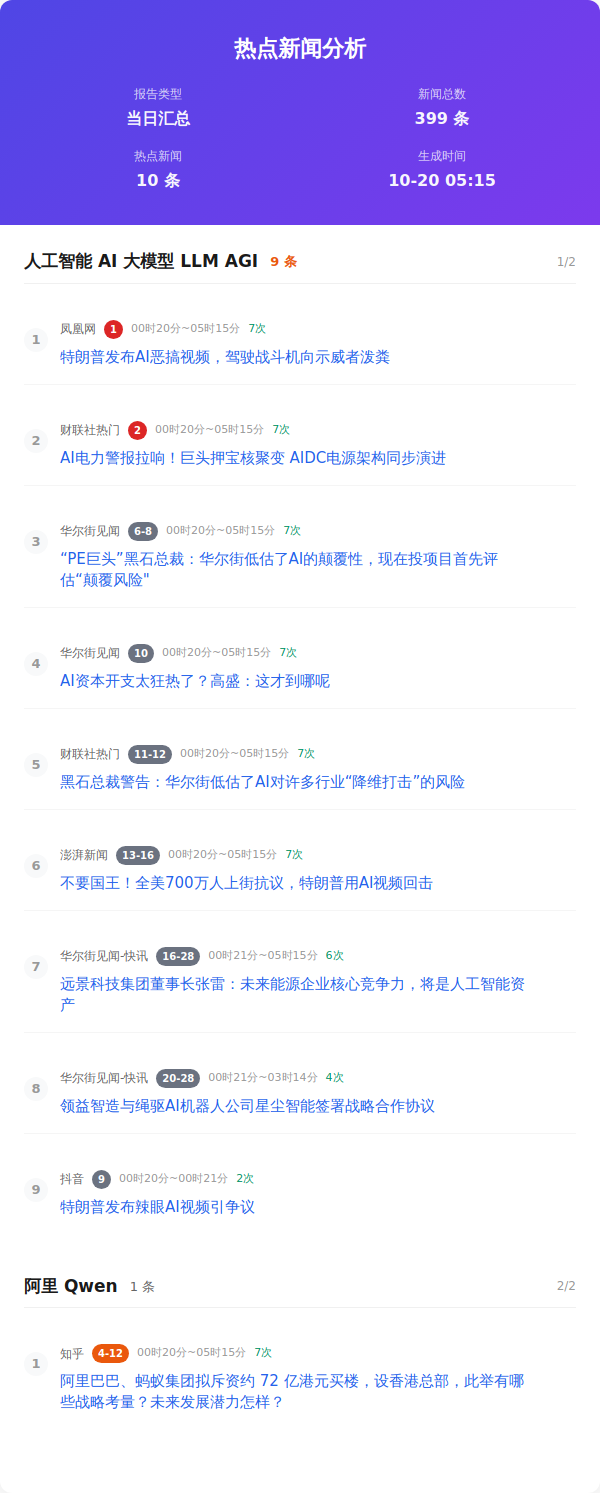 热点新闻分析
报告类型
新闻总数
当日汇总
399 条
热点新闻
生成时间
10 条
10-20 05:15
人工智能 AI 大模型 LLM AGI 9 条 1/2
1
凤凰网 1 00时20分~05时15分 7次
特朗普发布AI恶搞视频，驾驶战斗机向示威者泼粪
2
财联社热门 2 00时20分~05时15分 7次
AI电力警报拉响！巨头押宝核聚变 AIDC电源架构同步演进
3
华尔街见闻 6-8 00时20分~05时15分 7次
“PE巨头”黑石总裁：华尔街低估了AI的颠覆性，现在投项目首先评
估“颠覆风险"
4
华尔街见闻 10 00时20分~05时15分 7次
AI资本开支太狂热了？高盛：这才到哪呢
5
财联社热门 11-12 00时20分~05时15分 7次
黑石总裁警告：华尔街低估了AI对许多行业“降维打击”的风险
6
澎湃新闻 13-16 00时20分~05时15分 7次
不要国王！全美700万人上街抗议，特朗普用AI视频回击
7
华尔街见闻-快讯 16-28 00时21分~05时15分 6次
远景科技集团董事长张雷：未来能源企业核心竞争力，将是人工智能资
产
8
华尔街见闻-快讯 20-28 00时21分~03时14分 4次
领益智造与绳驱AI机器人公司星尘智能签署战略合作协议
9
抖音 9 00时20分~00时21分 2次
特朗普发布辣眼AI视频引争议
阿里 Qwen 1 条 2/2
1
知乎 4-12 00时20分~05时15分 7次
阿里巴巴、蚂蚁集团拟斥资约 72 亿港元买楼，设香港总部，此举有哪
些战略考量？未来发展潜力怎样？